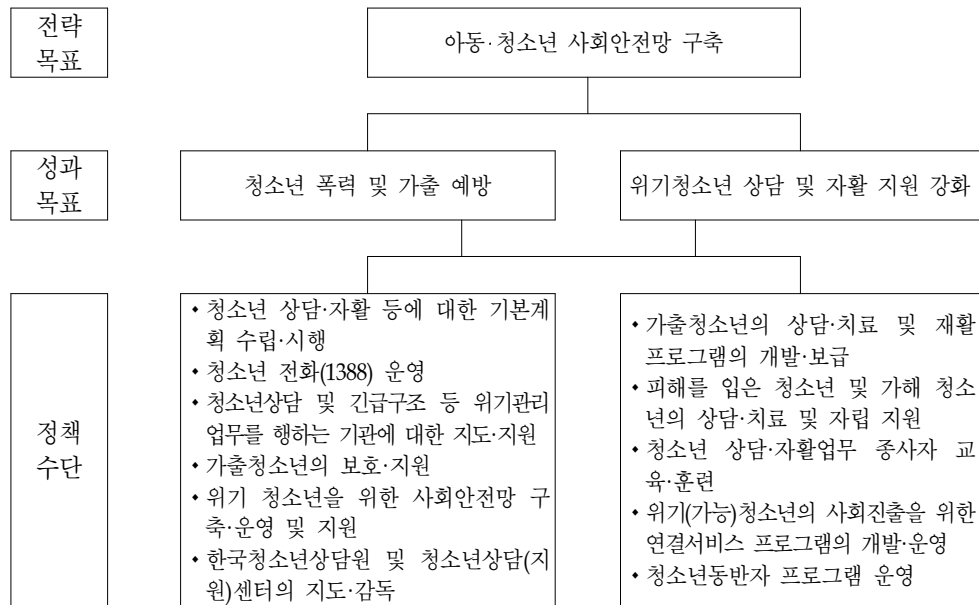 전략
목표
아동·청소년 사회안전망 구축
성과
목표
청소년 폭력 및 가출 예방
위기청소년 상담 및 자활 지원 강화
정책
수단
• 청소년 상담·자활 등에 대한 기본계
획 수립·시행
• 청소년 전화(1388) 운영
• 청소년상담 및 긴급구조 등 위기관리
업무를 행하는 기관에 대한 지도·지원
• 가출청소년의 보호·지원
• 위기 청소년을 위한 사회안전망 구
축·운영 및 지원
• 한국청소년상담원 및 청소년상담(지
원)센터의 지도·감독
• 가출청소년의 상담·치료 및 재활
프로그램의 개발·보급
• 피해를 입은 청소년 및 가해 청소
년의 상담·치료 및 자립 지원
• 청소년 상담·자활업무 종사자 교
육·훈련
• 위기(가능)청소년의 사회진출을 위한
연결서비스 프로그램의 개발·운영
• 청소년동반자 프로그램 운영